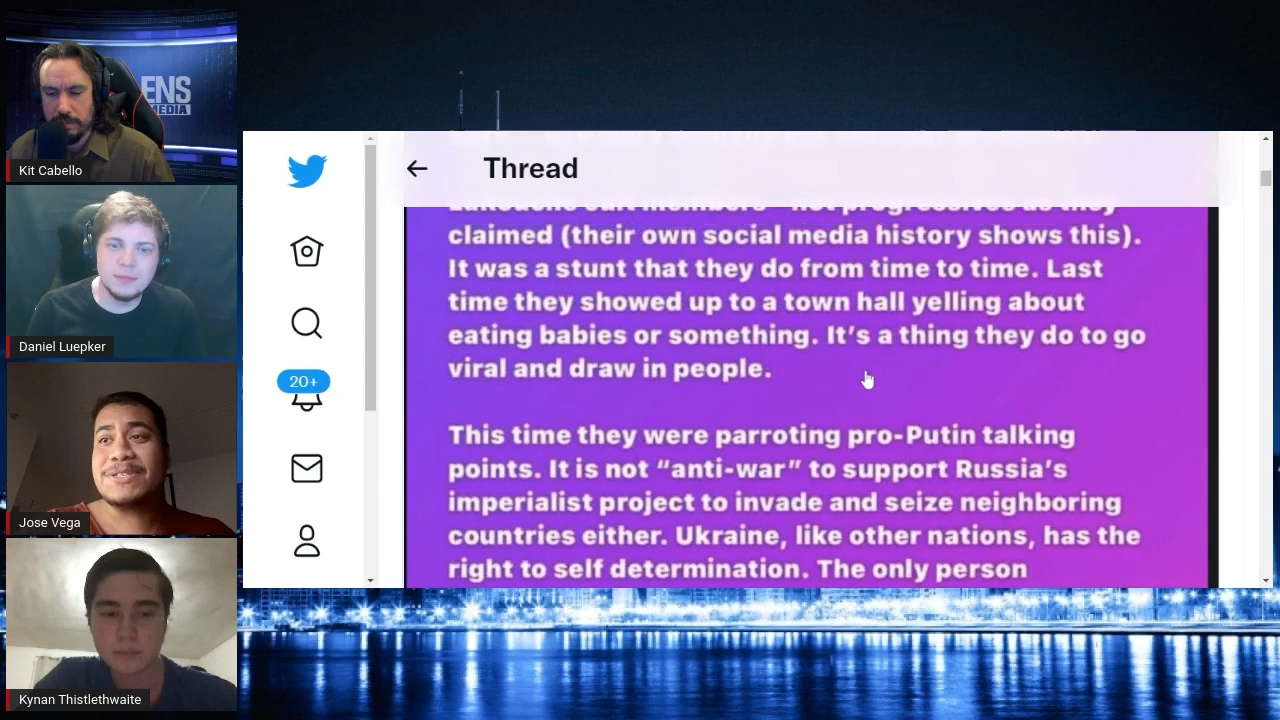 ENS
MEDIA
Kit Cabello
Daniel Luepker
Jose Vega
Kynan Thistlethwaite
20+
Thread
claimed (their own social media history shows this).
It was a stunt that they do from time to time. Last
time they showed up to a town hall yelling about
eating babies or something. It’s a thing they do to go
viral and draw in people.
This time they were parroting pro-Putin talking
points. It is not “anti-war” to support Russia’s
imperialist project to invade and seize neighboring
countries either. Ukraine, like other nations, has the
right to self determination. The only person